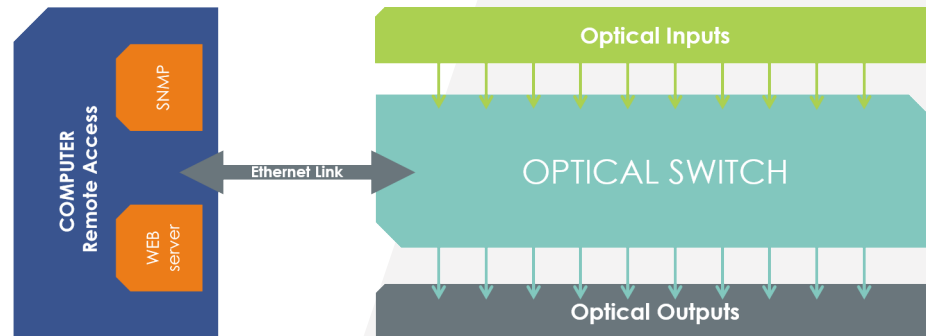 COMPUTER
Remote Access
SNMP
WEB
server
Ethernet Link
Optical Inputs
OPTICAL SWITCH
Optical Outputs